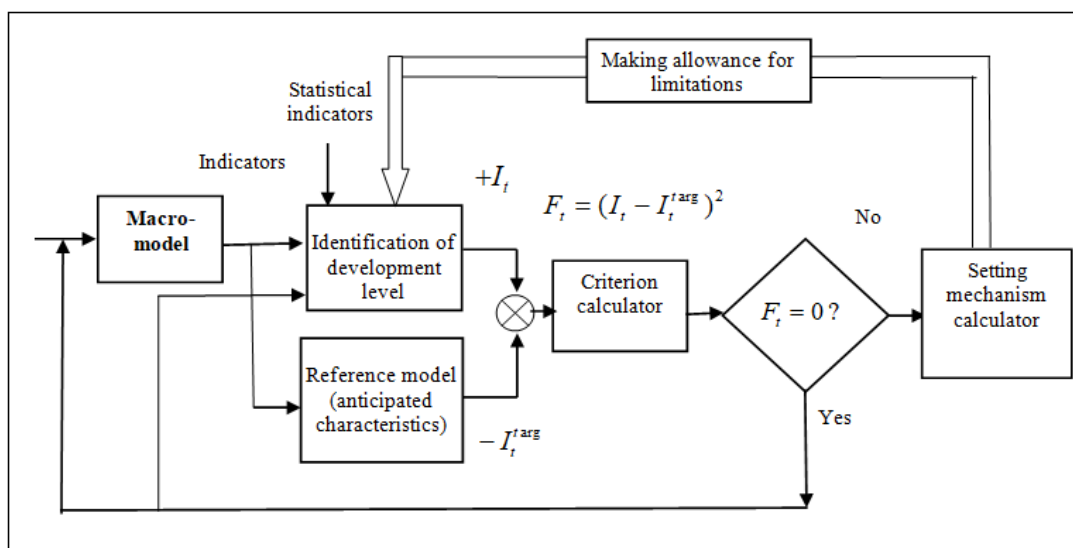 Making allowance for
limitations
Statistical
indicators
Indicators
+I_t
F_t = (I_t − I_t^{targ})^2
No
Macro-
model
Identification of
development
level
Criterion
calculator
F_t = 0 ?
Setting
mechanism
calculator
Reference model
(anticipated
characteristics)
− I_t^{targ}
Yes